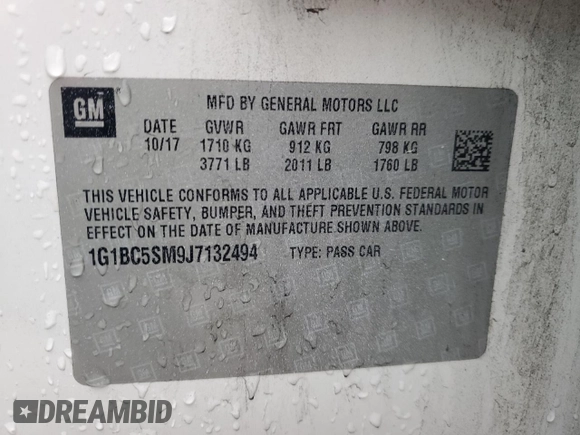 GM
MFD BY GENERAL MOTORS LLC
DATE GVWR GAWR FRT GAWR RR
10/17 1710 KG 912 KG 798 KG
3771 LB 2011 LB 1760 LB
THIS VEHICLE CONFORMS TO ALL APPLICABLE U.S. FEDERAL MOTOR
VEHICLE SAFETY, BUMPER, AND THEFT PREVENTION STANDARDS IN
EFFECT ON THE DATE OF MANUFACTURE SHOWN ABOVE.
1G1BC5SM9J7132494 TYPE: PASS CAR
DREAMBID